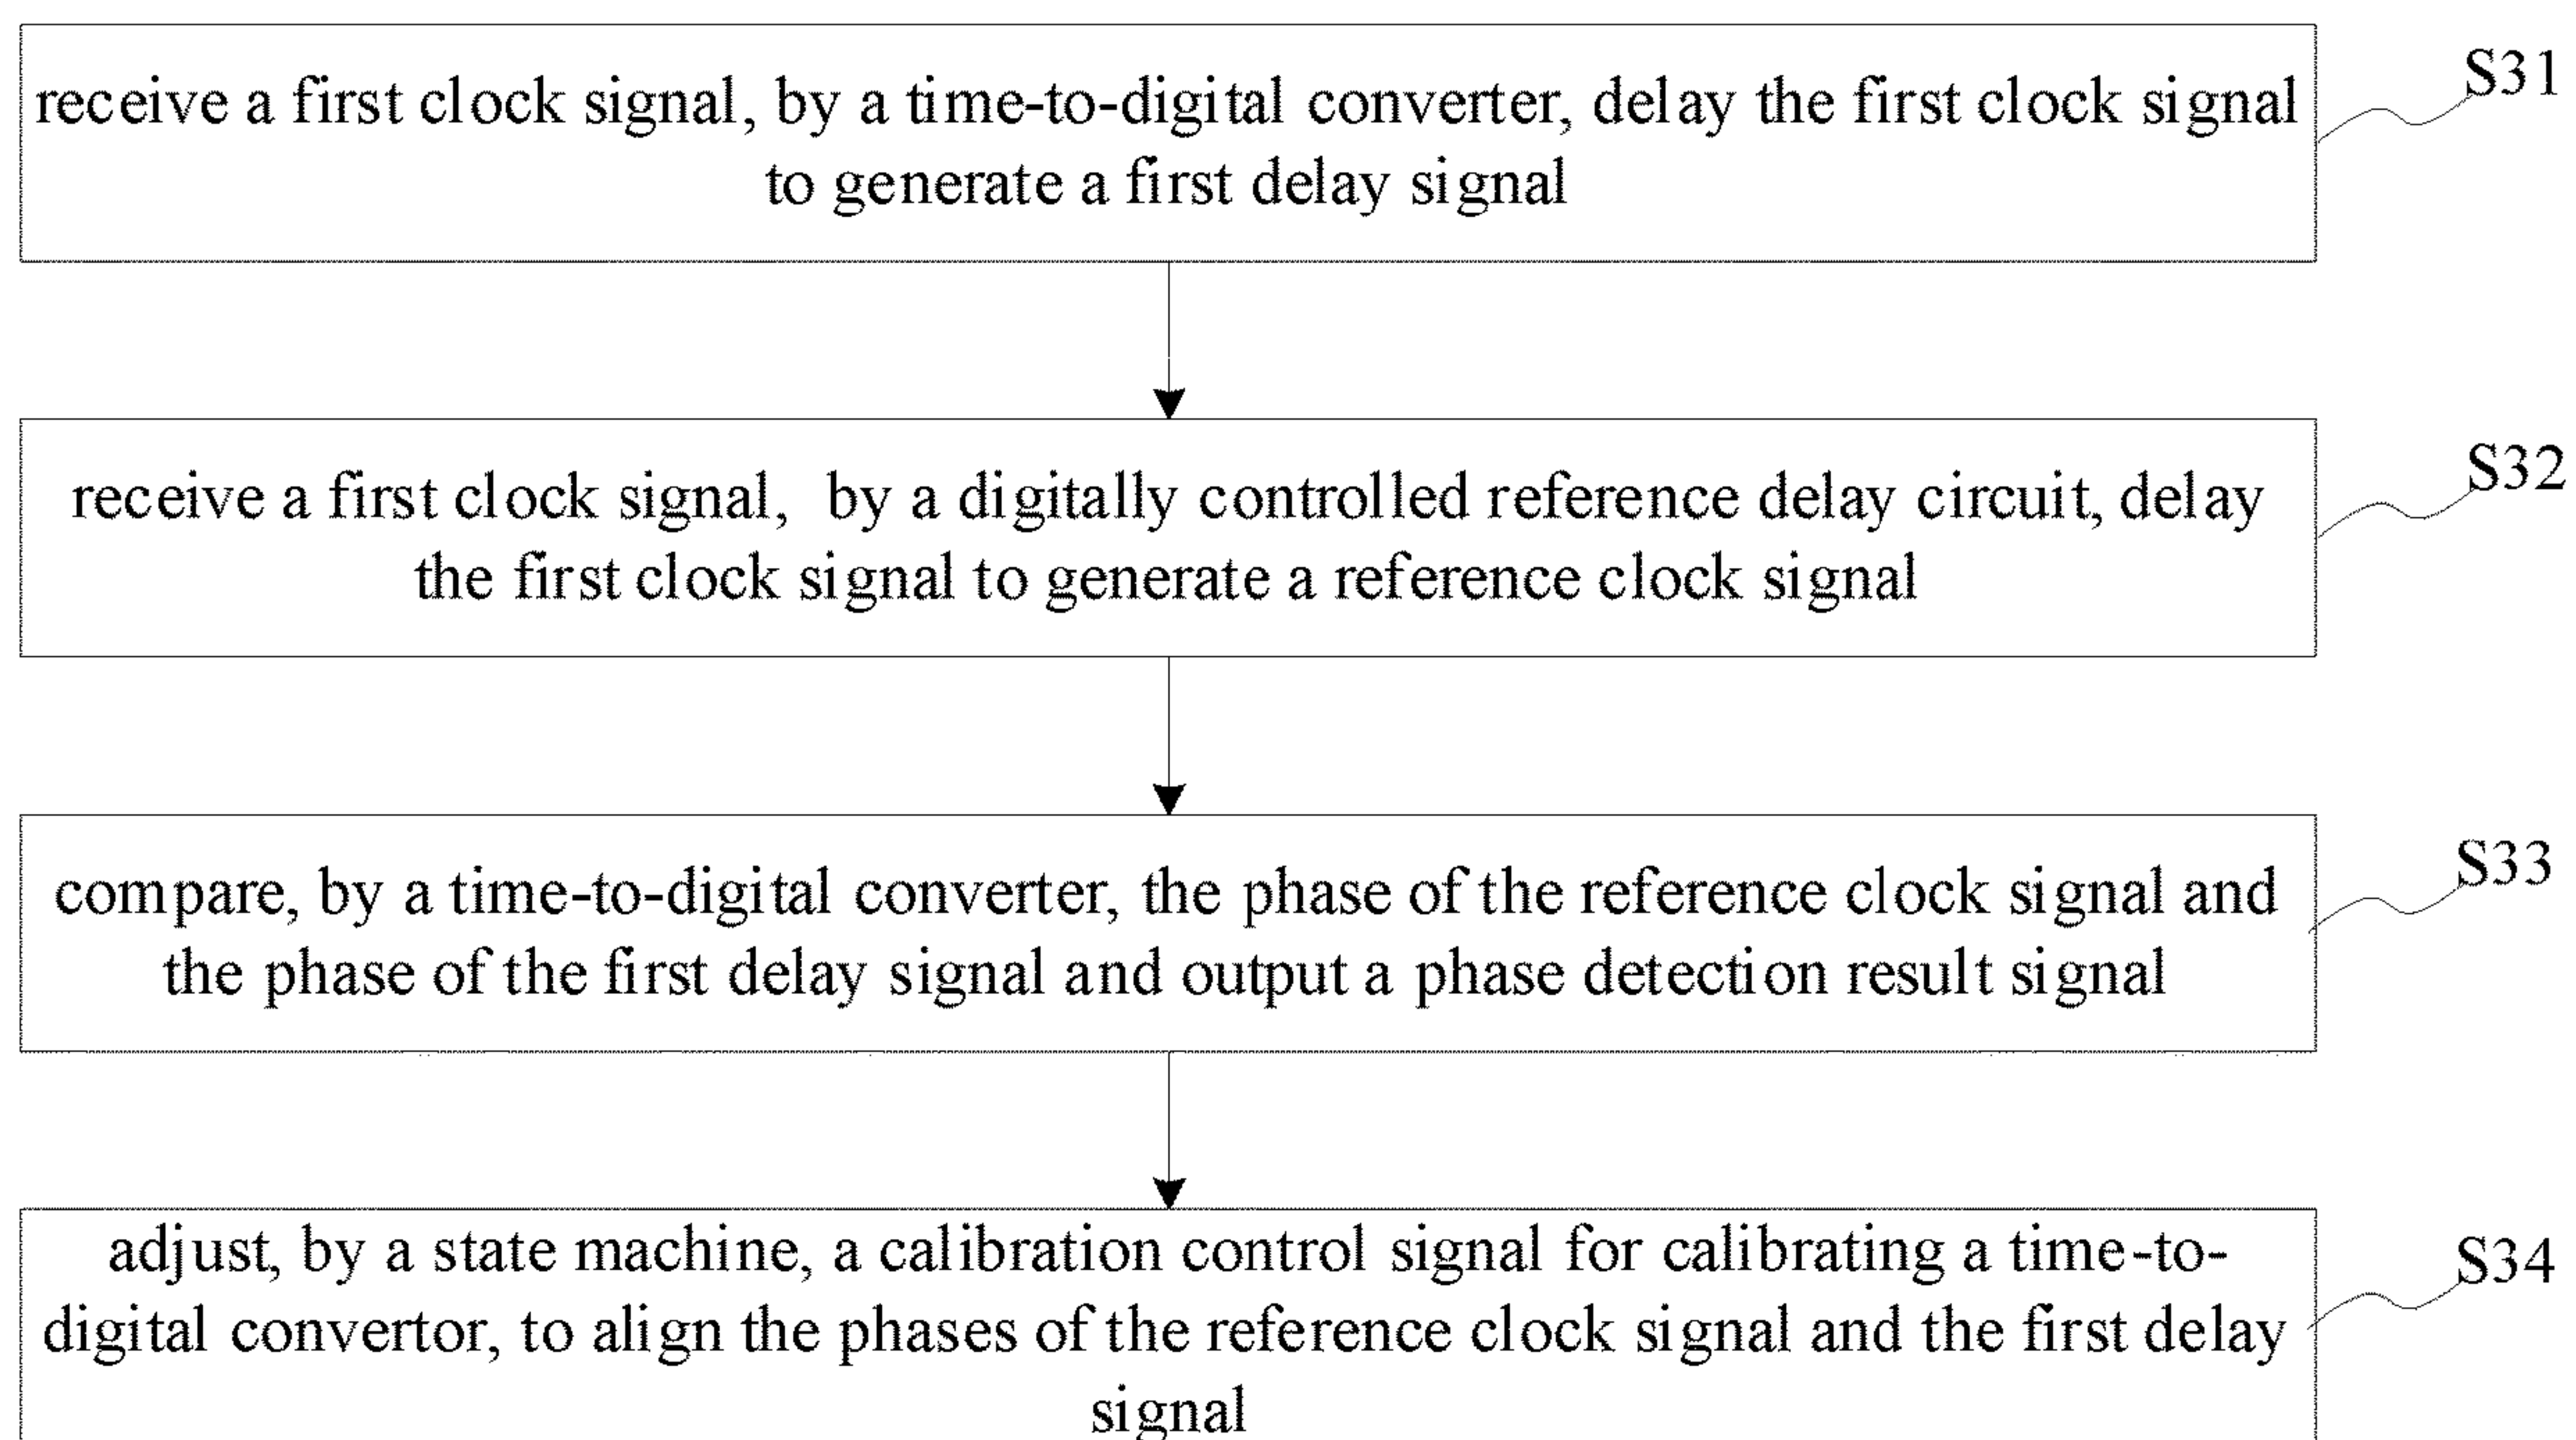 receive a first clock signal, by a time-to-digital converter, delay the first clock signal
to generate a first delay signal
S31
receive a first clock signal, by a digitally controlled reference delay circuit, delay
the first clock signal to generate a reference clock signal
S32
compare, by a time-to-digital converter, the phase of the reference clock signal and
the phase of the first delay signal and output a phase detection result signal
S33
adjust, by a state machine, a calibration control signal for calibrating a time-to-
digital convertor, to align the phases of the reference clock signal and the first delay
signal
S34